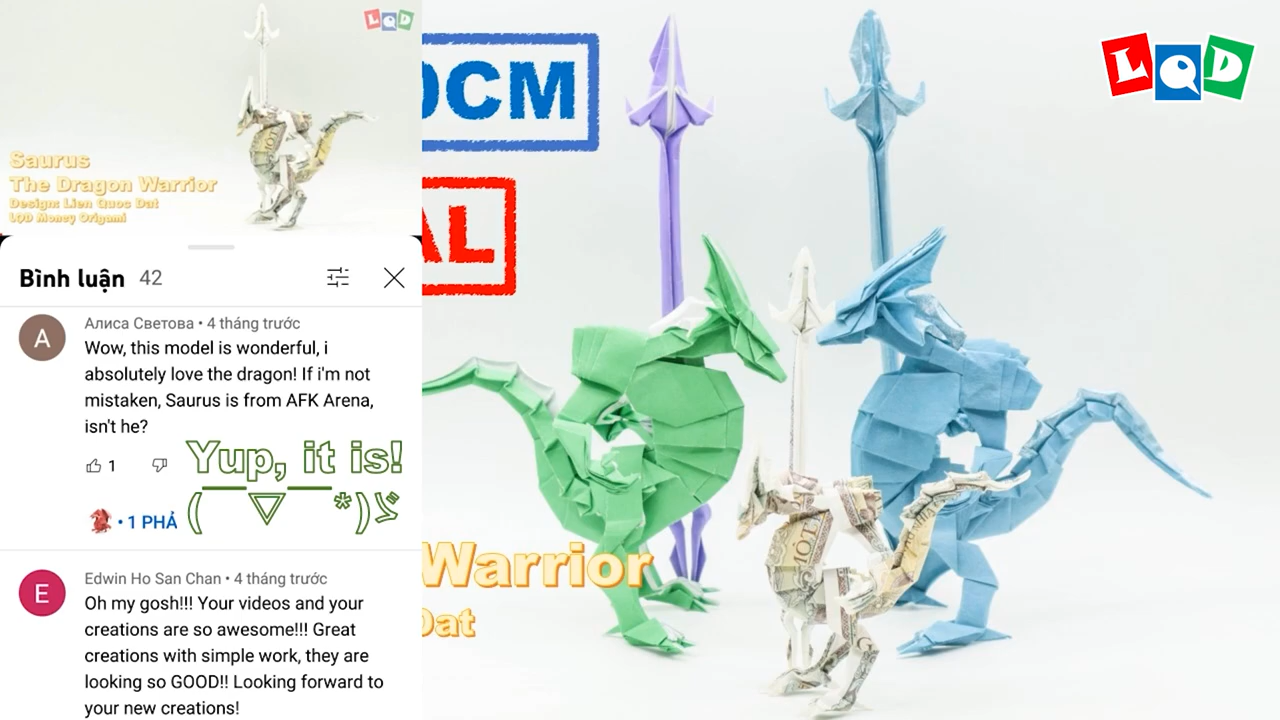 LQD
Saurus
The Dragon Warrior
Design: Lien Quoc Dat
LQD Money Origami
Bình luận 42
A
Алиса Светова • 4 tháng trước
Wow, this model is wonderful, i
absolutely love the dragon! If i'm not
mistaken, Saurus is from AFK Arena,
isn't he?
1
Yup, it is!
(__▽__*)ゞ
• 1 PHẢ
E
Edwin Ho San Chan • 4 tháng trước
Oh my gosh!!! Your videos and your
creations are so awesome!!! Great
creations with simple work, they are
looking so GOOD!! Looking forward to
your new creations!
OCM
AL
Warrior
Dat
LQD